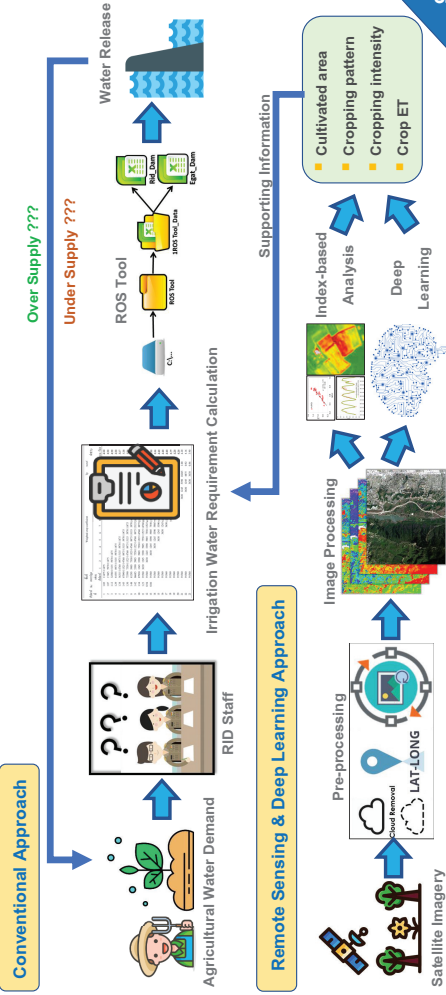 Conventional Approach
Over Supply ???
Under Supply ???
Agricultural Water Demand
? ? ?
RID Staff
Irrigation Water Requirement Calculation
ROS Tool
C:\...
ROS Tool
1ROS Tool_Data
Rid_Dam
Egat_Dam
Water Release
Remote Sensing & Deep Learning Approach
Supporting Information
Satellite Imagery
Pre-processing
Cloud Removal
LAT-LONG
Image Processing
Index-based
Analysis
Deep
Learning
Cultivated area
Cropping pattern
Cropping intensity
Crop ET